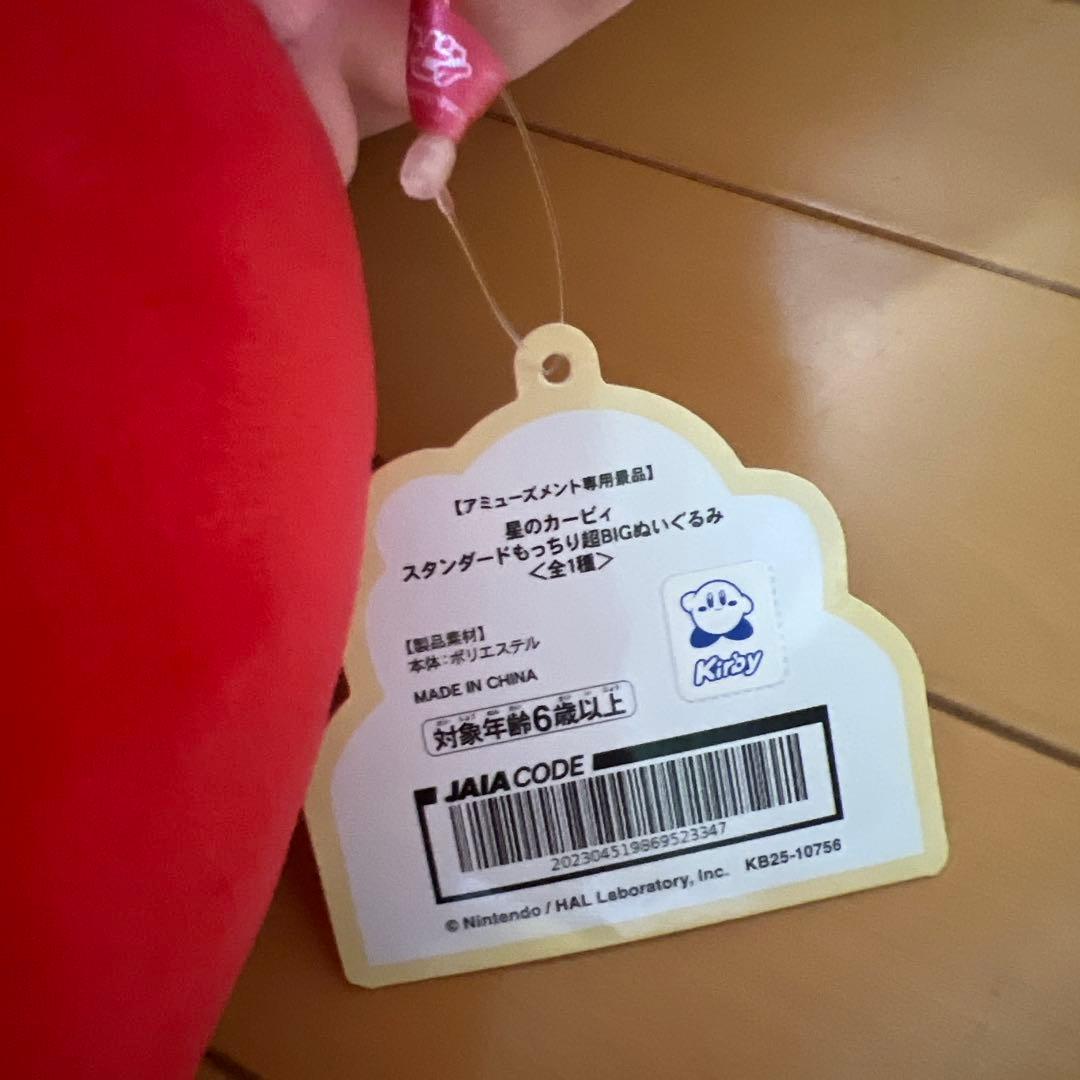 【アミューズメント専用景品】
星のカービィ
スタンダードもっちり超BIGぬいぐるみ
<全1種>
【製品素材】
本体:ポリエステル
MADE IN CHINA
対象年齢6歳以上
Kirby
JAIA CODE
202304519869523347
© Nintendo / HAL Laboratory, Inc. KB25-10756